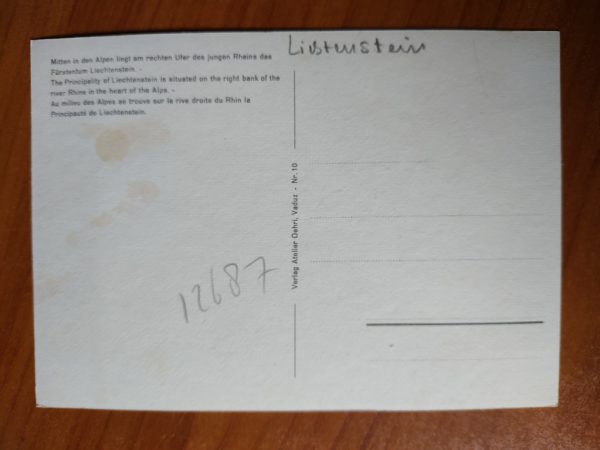 Mitten in den Alpen liegt am rechten Ufer des jungen Rheins das
Fürstentum Liechtenstein. -
The Principality of Liechtenstein is situated on the right bank of the
river Rhine in the heart of the Alps. -
Au milieu des Alpes se trouve sur la rive droite du Rhin la
Principauté de Liechtenstein.
Listenstein
Verlag Atelier Oehri, Vaduz - Nr. 10
12687